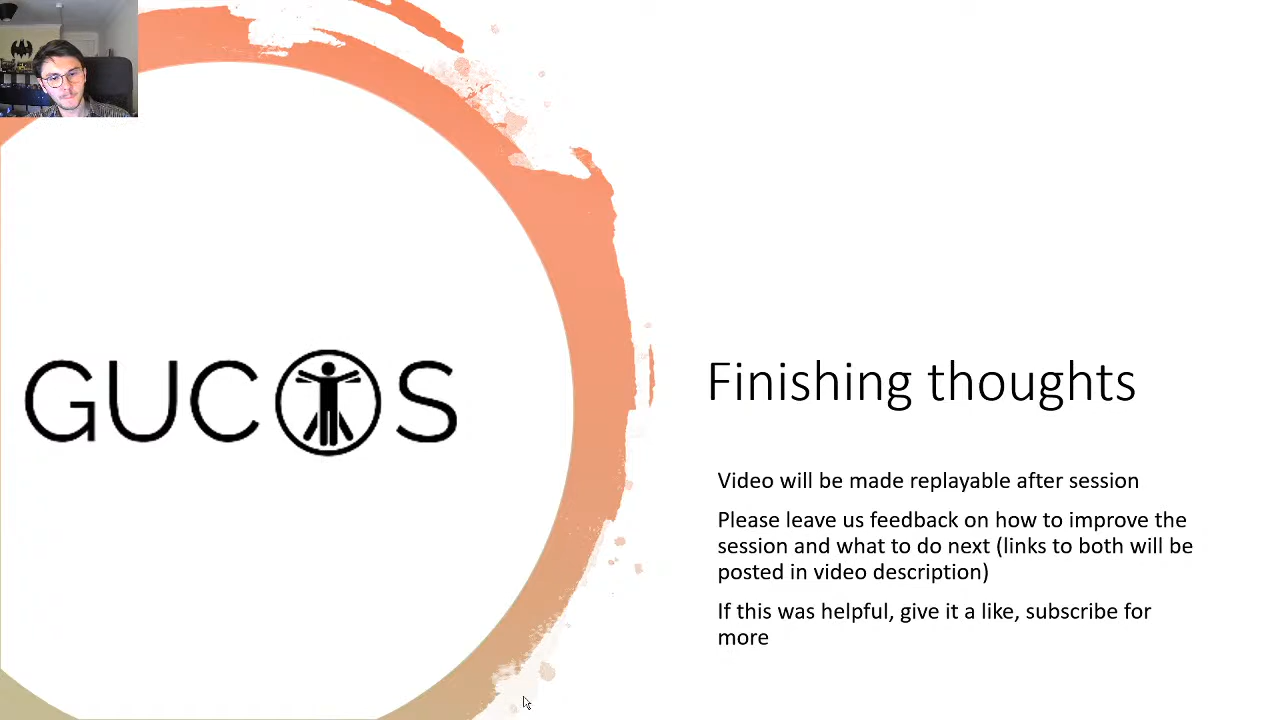 GUCOS
Finishing thoughts
Video will be made replayable after session
Please leave us feedback on how to improve the
session and what to do next (links to both will be
posted in video description)
If this was helpful, give it a like, subscribe for
more